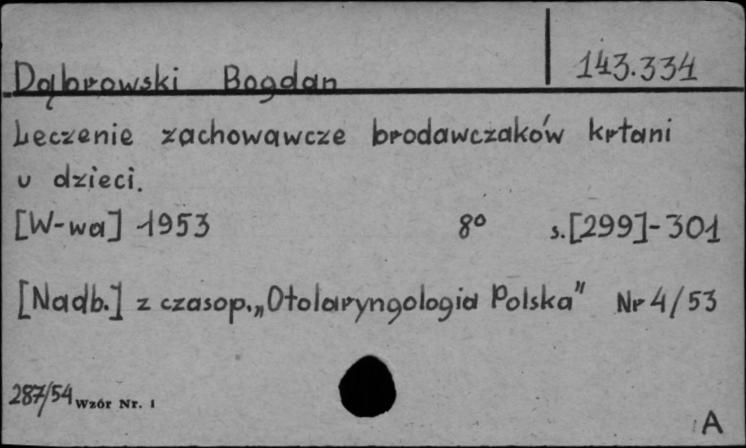 143.334
Dąbrowski Bogdan
Leczenie zachowawcze brodawczaków krtani
u dzieci.
[W-wa] 1953 8° s.[299]-301
[Nadb.] z czasop.„Otolaryngologia Polska" Nr 4/53
287/54 Wzór Nr. 1
A